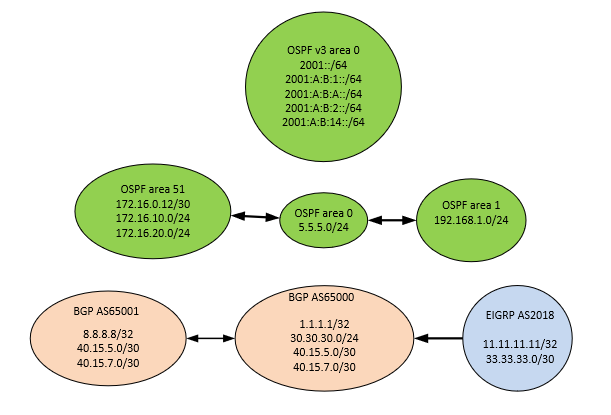 OSPF v3 area 0
2001::/64
2001:A:B:1::/64
2001:A:B:A::/64
2001:A:B:2::/64
2001:A:B:14::/64
OSPF area 51
172.16.0.12/30
172.16.10.0/24
172.16.20.0/24
OSPF area 0
5.5.5.0/24
OSPF area 1
192.168.1.0/24
BGP AS65001
8.8.8.8/32
40.15.5.0/30
40.15.7.0/30
BGP AS65000
1.1.1.1/32
30.30.30.0/24
40.15.5.0/30
40.15.7.0/30
EIGRP AS2018
11.11.11.11/32
33.33.33.0/30